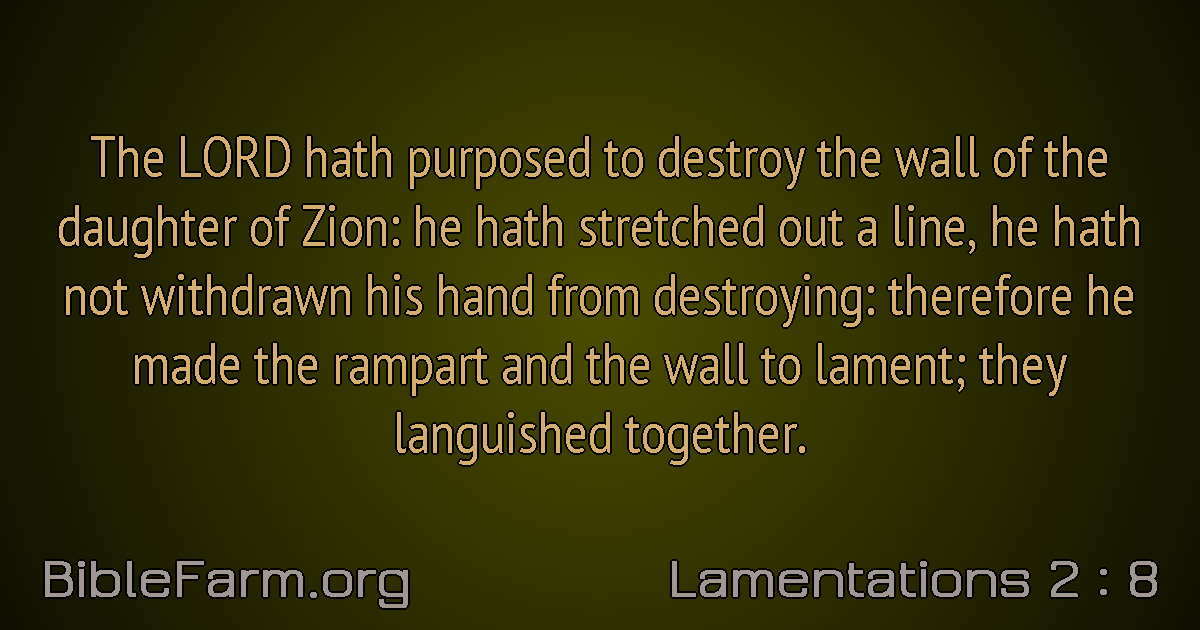 The LORD hath purposed to destroy the wall of the
daughter of Zion: he hath stretched out a line, he hath
not withdrawn his hand from destroying: therefore he
made the rampart and the wall to lament; they
languished together.
BibleFarm.org
Lamentations 2 : 8